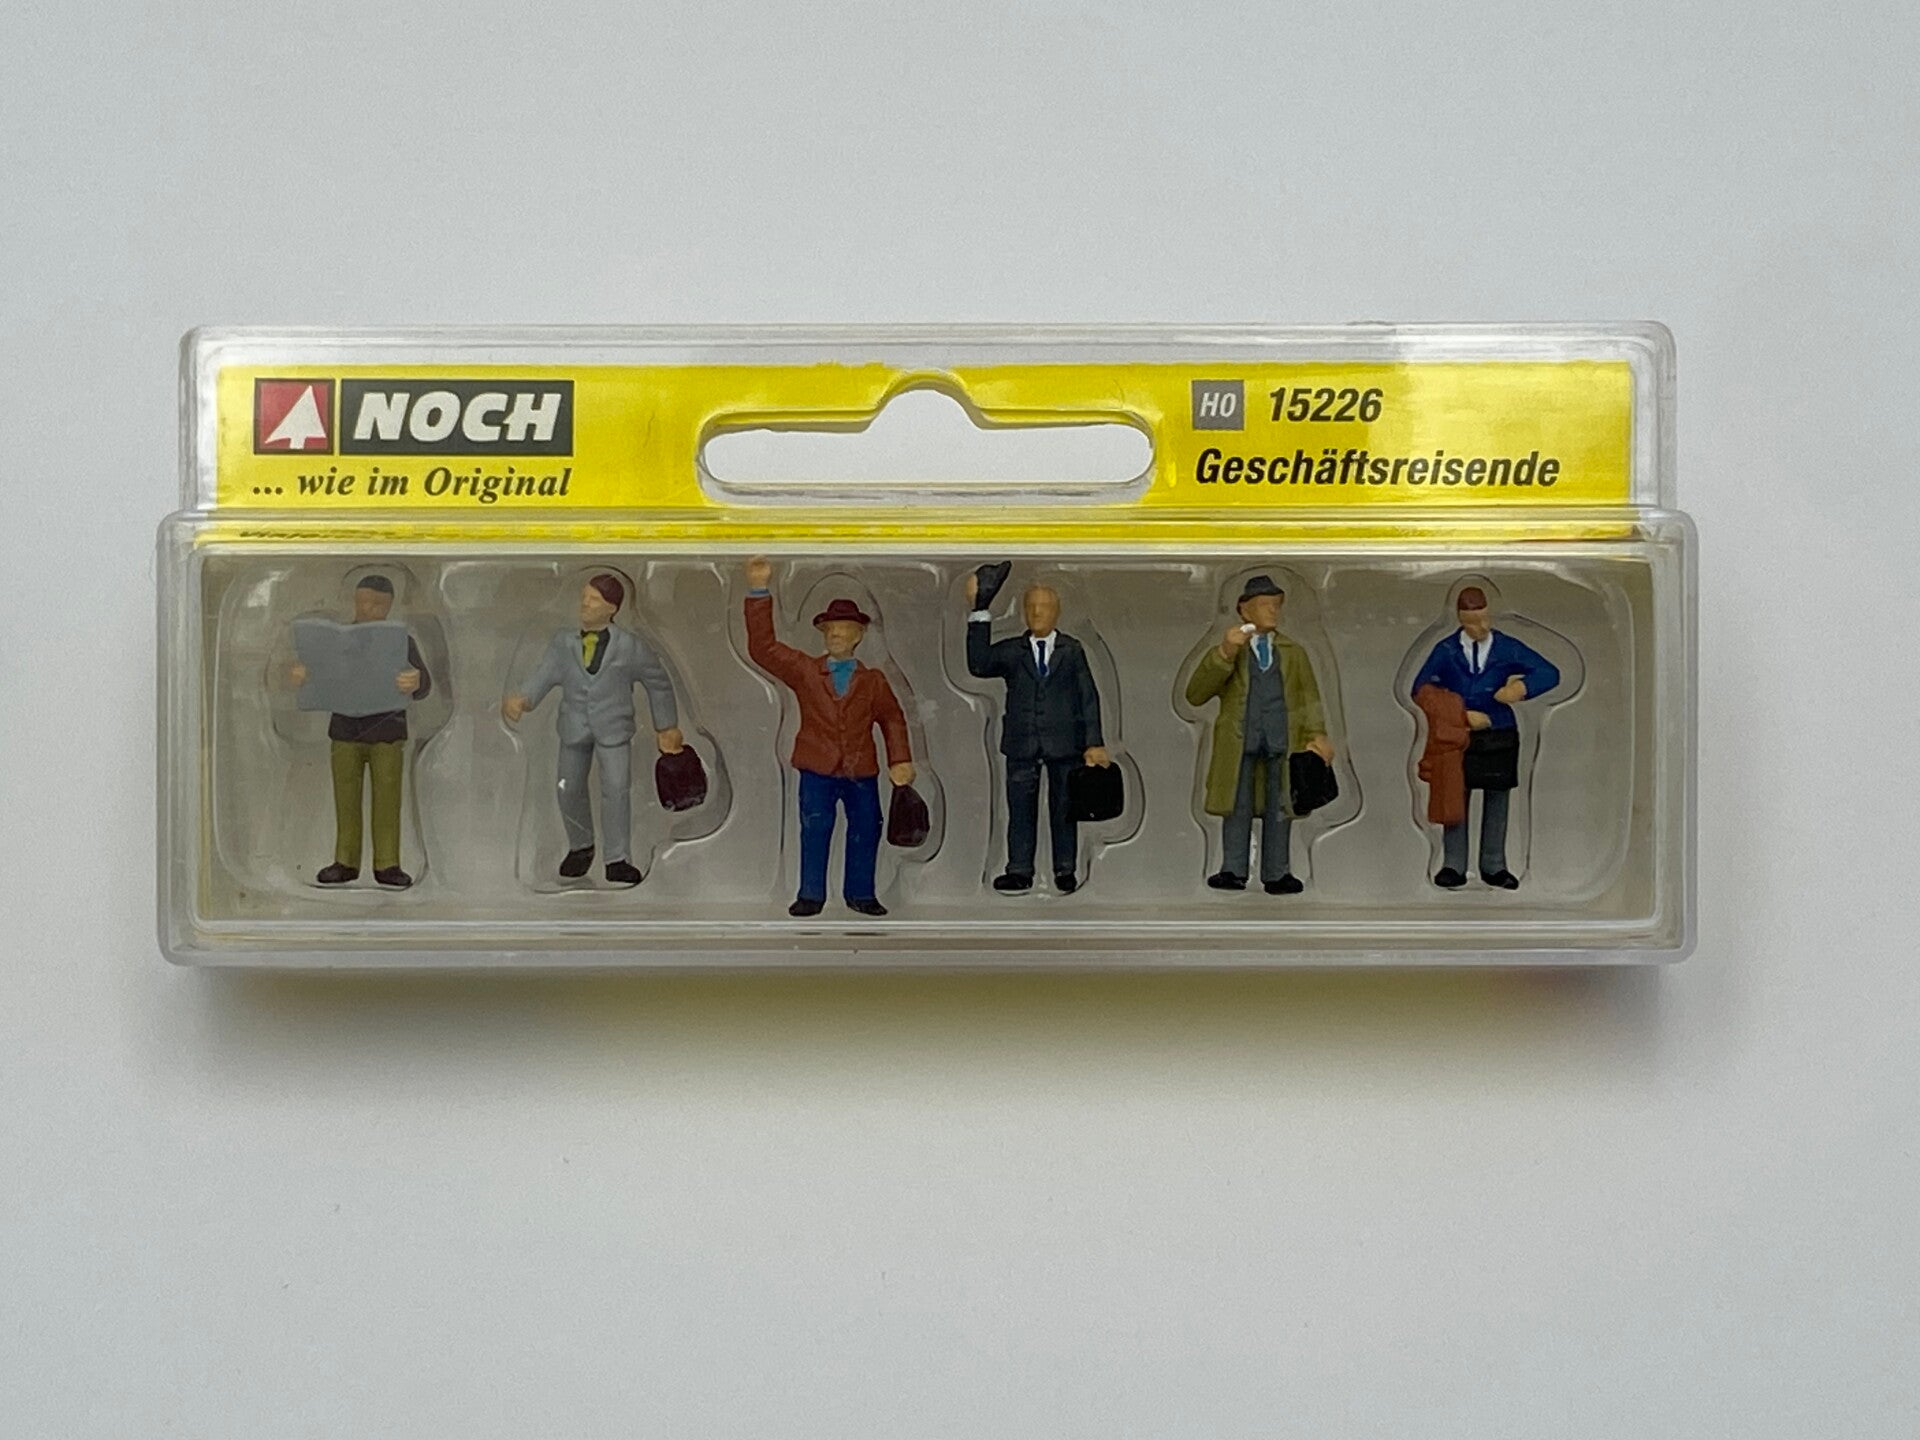 NOCH
... wie im Original
H0 15226
Geschäftsreisende